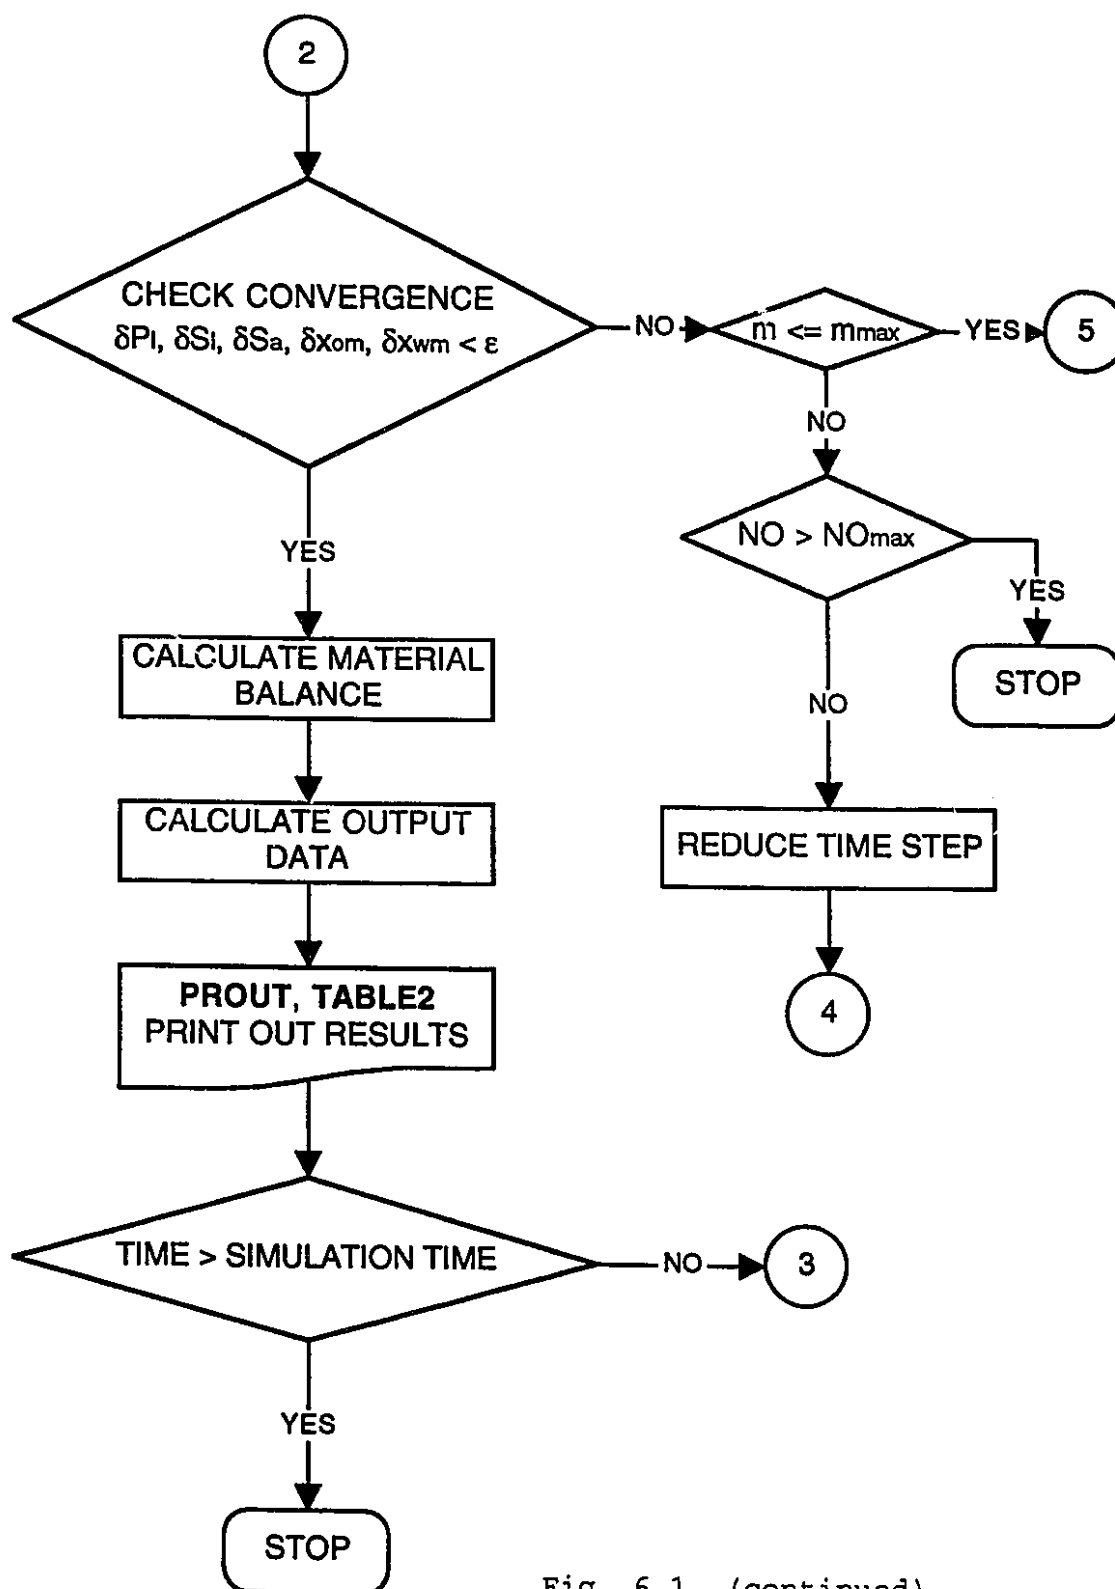 2
CHECK CONVERGENCE
δPl, δSl, δSa, δxom, δxwm < ε
NO
m <= mmax
YES
5
NO
NO > NOmax
YES
STOP
NO
REDUCE TIME STEP
4
YES
CALCULATE MATERIAL
BALANCE
CALCULATE OUTPUT
DATA
PROUT, TABLE2
PRINT OUT RESULTS
TIME > SIMULATION TIME
NO
3
YES
STOP
Fig. 6.1 (continued)